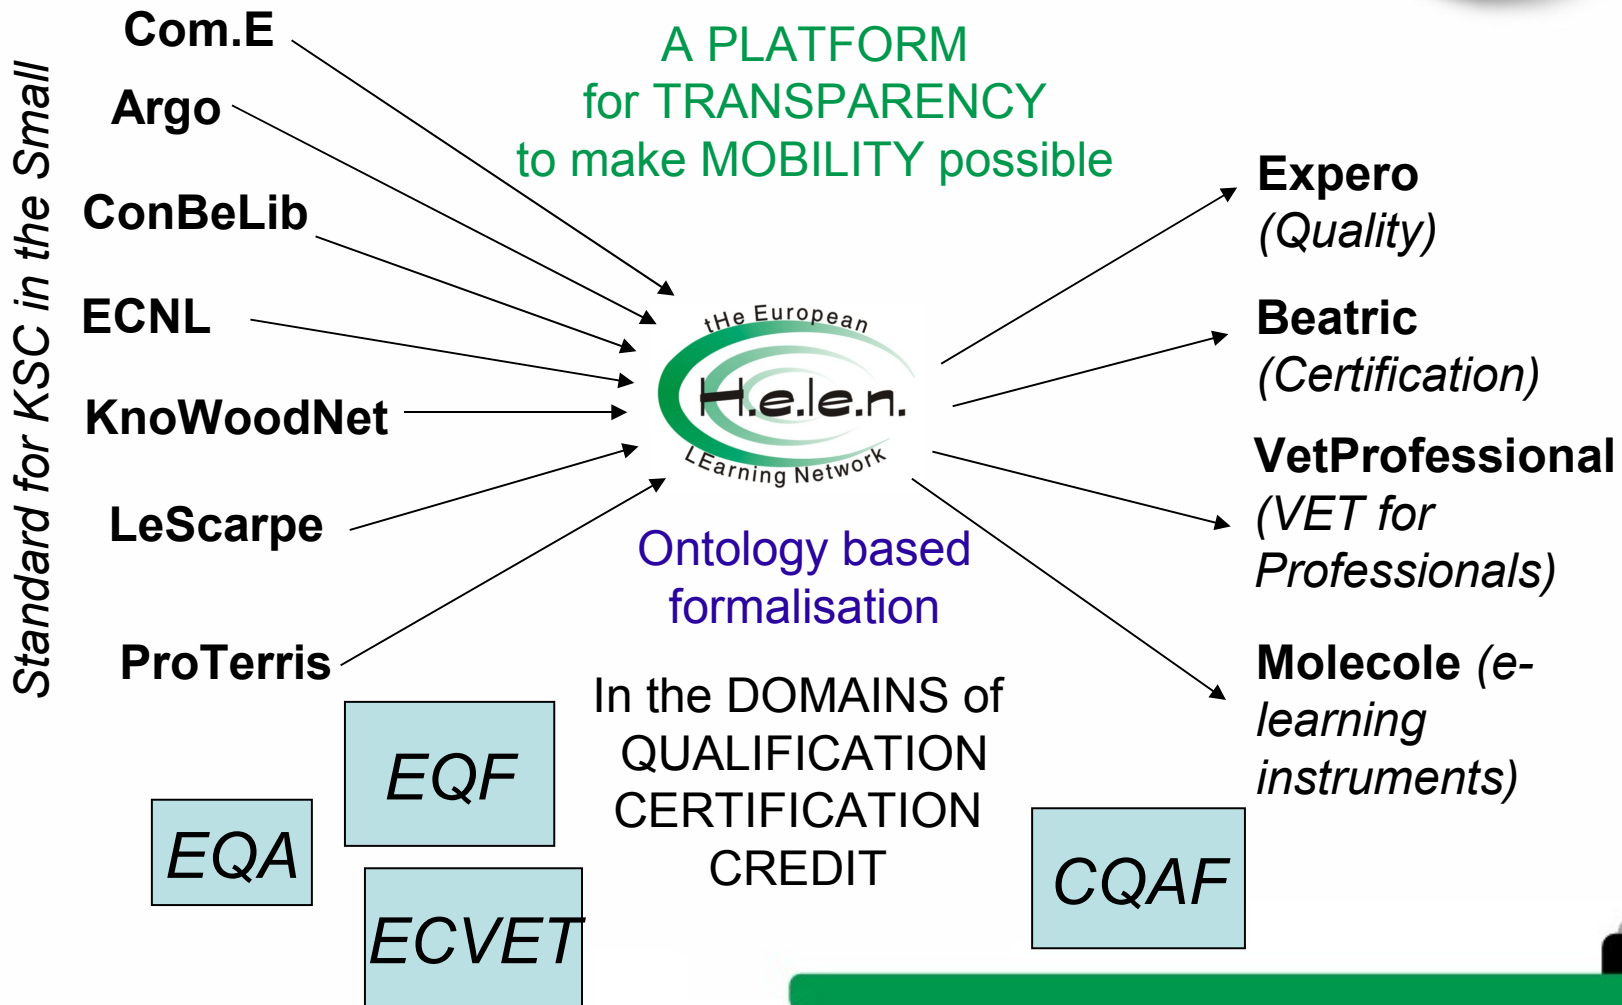 Standard for KSC in the Small
Com.E
Argo
ConBeLib
ECNL
KnoWoodNet
LeScarpe
ProTerris
A PLATFORM
for TRANSPARENCY
to make MOBILITY possible
tHe European
H.e.le.n.
LEarning Network
Ontology based
formalisation
In the DOMAINS of
QUALIFICATION
CERTIFICATION
CREDIT
Expero
(Quality)
Beatric
(Certification)
VetProfessional
(VET for
Professionals)
Molecole (e-
learning
instruments)
EQF
EQA
ECVET
CQAF